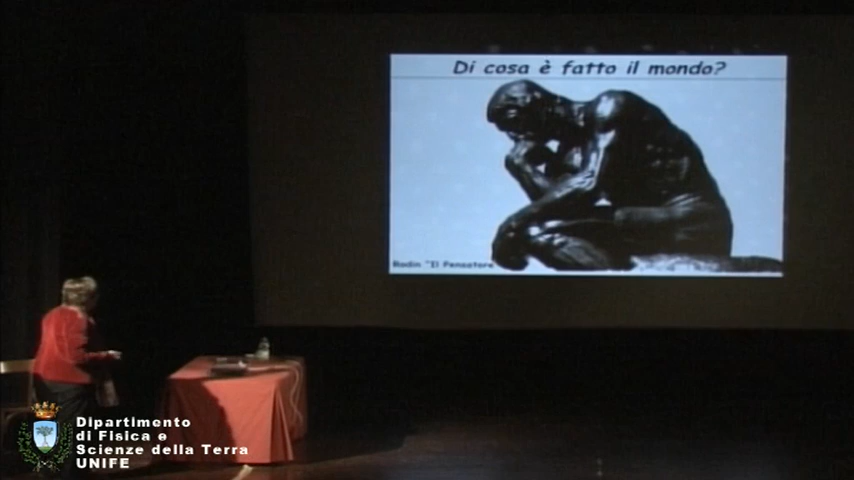 Di cosa è fatto il mondo?
Rodin "Il Pensatore
Dipartimento
di Fisica e
Scienze della Terra
UNIFE